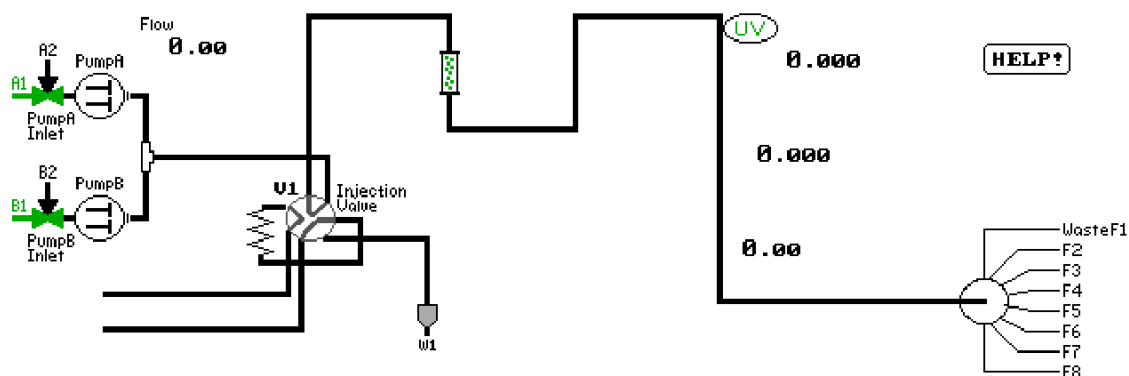 Flow
0.00
A2
PumpA
A1
PumpA
Inlet
B2
PumpB
B1
PumpB
Inlet
V1
Injection
Valve
W1
UV
0.000
HELP!
0.000
0.00
WasteF1
F2
F3
F4
F5
F6
F7
F8